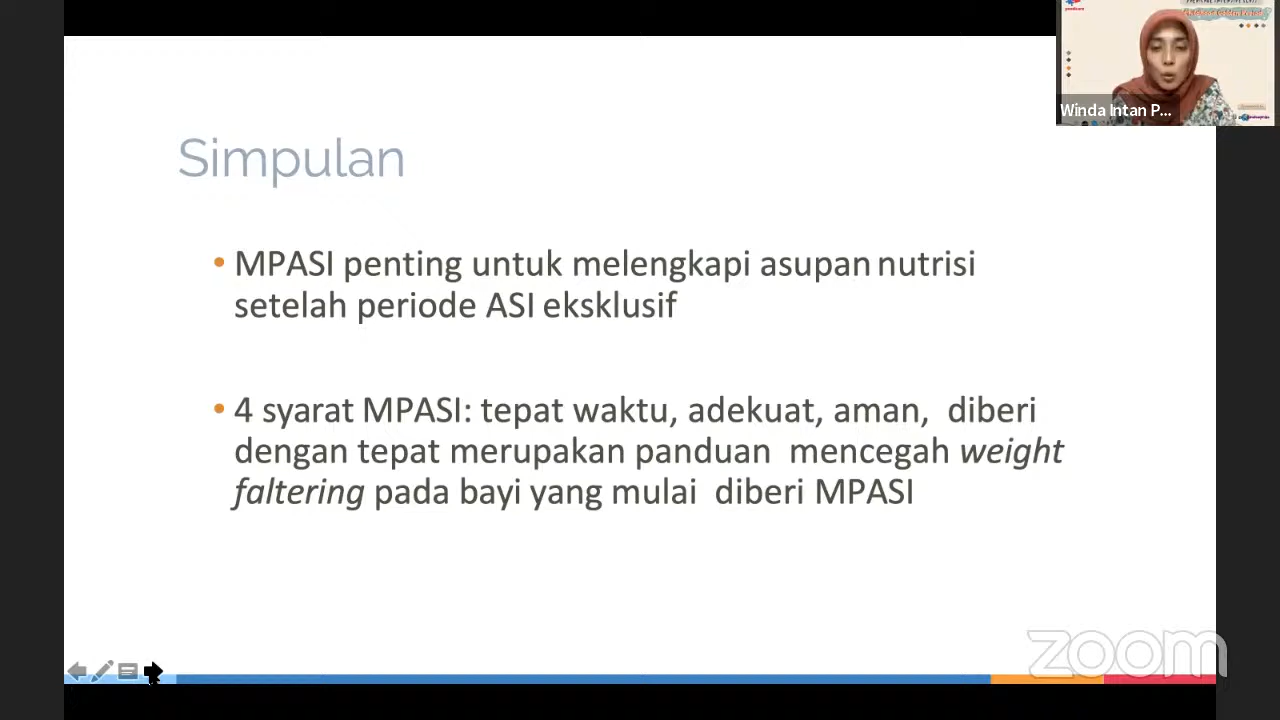 Winda Intan P...
Simpulan
• MPASI penting untuk melengkapi asupan nutrisi
setelah periode ASI eksklusif
• 4 syarat MPASI: tepat waktu, adekuat, aman, diberi
dengan tepat merupakan panduan mencegah weight
faltering pada bayi yang mulai diberi MPASI
zoom